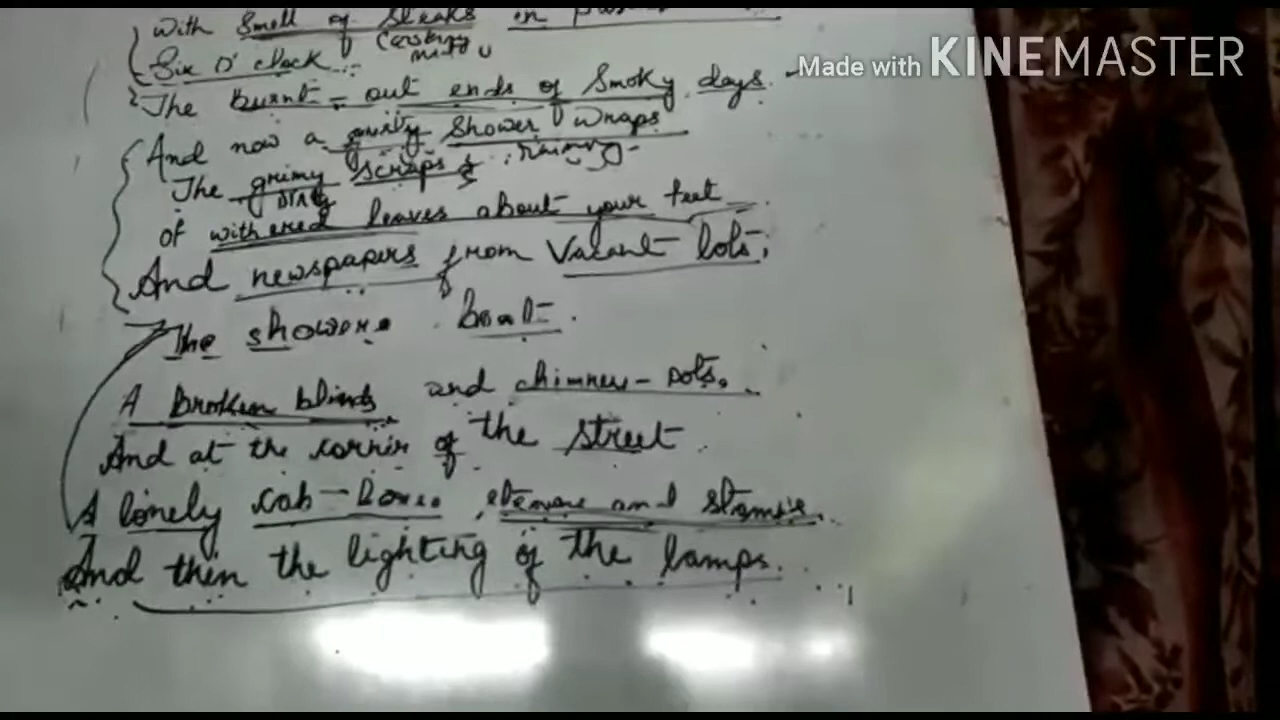 with smell of steaks in
Six O' clock
Made with KINEMASTER
The Burnt-out ends of Smoky days
And now a gusty Shower wraps
raining
The grimy scraps
Dirty
of withered leaves about your feet
And newspapers from Vacant lots,
The showers beat
A Broken blinds and chimney-pots.
And at the corner of the street
A lonely cab-horse steams and stamps.
And then the lighting of the lamps.